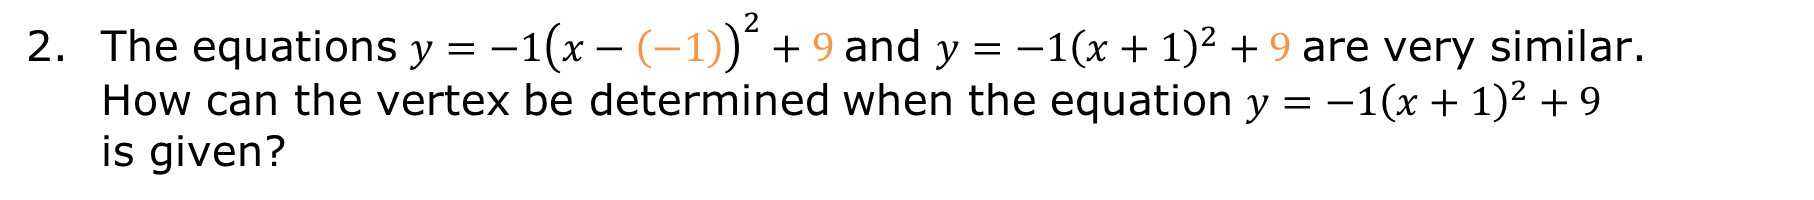 2. The equations y = −1(x − (−1))² + 9 and y = −1(x + 1)² + 9 are very similar.
How can the vertex be determined when the equation y = −1(x + 1)² + 9
is given?